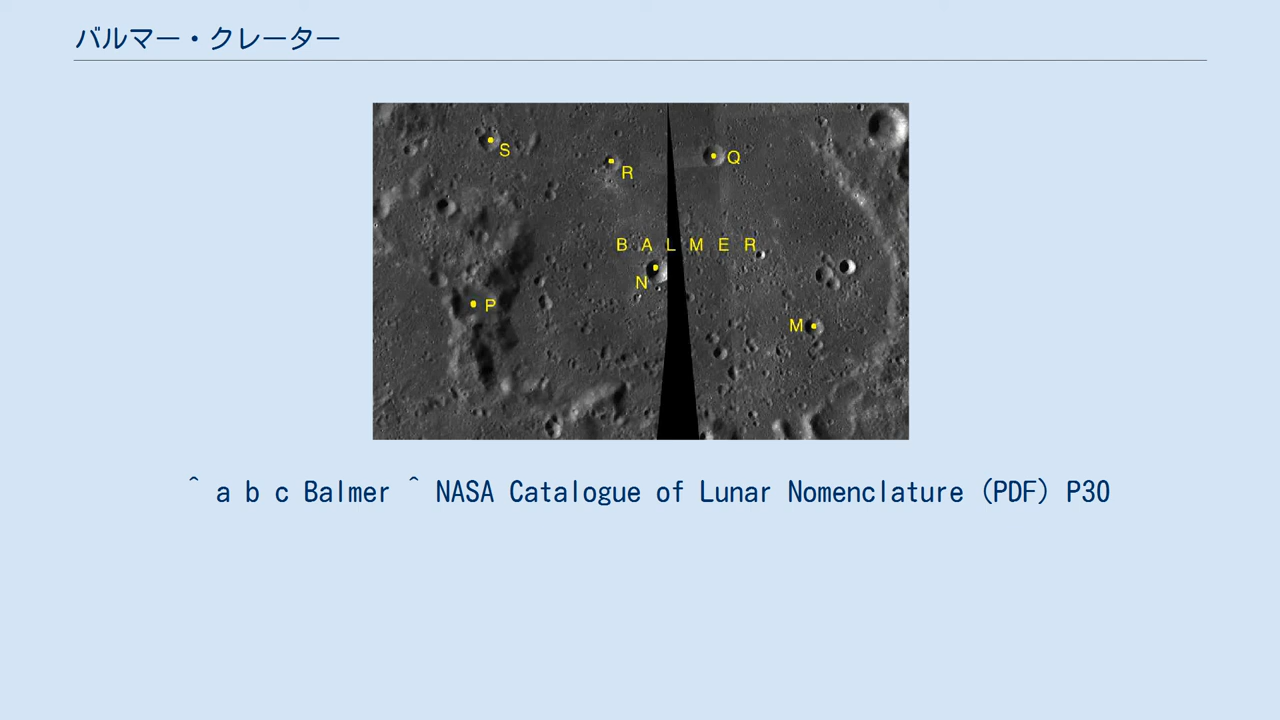 バルマー・クレーター
S
R
Q
B A L M E R
N
P
M
^ a b c Balmer ^ NASA Catalogue of Lunar Nomenclature (PDF) P30